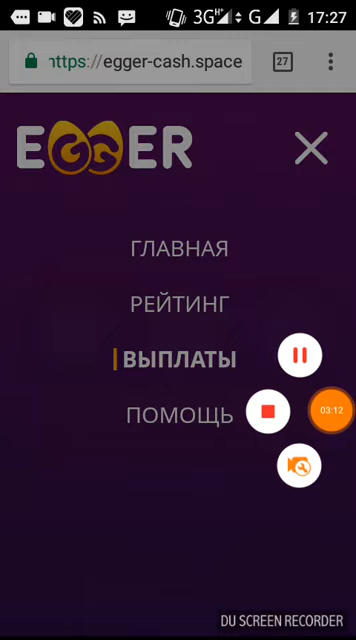 3G H+ G 17:27
https://egger-cash.space 27
EGGER
ГЛАВНАЯ
РЕЙТИНГ
ВЫПЛАТЫ
ПОМОЩЬ
03:12
DU SCREEN RECORDER